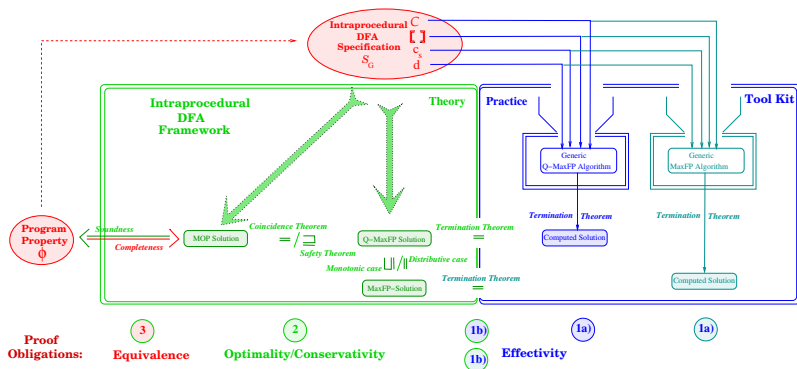 Intraprocedural C
DFA [[ ]]
Specification c_s
S_G d
Intraprocedural
DFA
Framework
Theory
Practice
Tool Kit
Generic
Q−MaxFP Algorithm
Generic
MaxFP Algorithm
Termination Theorem
Termination Theorem
Program
Property
ϕ
Soundness
Completeness
MOP Solution
Coincidence Theorem
= / ⊒
Safety Theorem
Q−MaxFP Solution
Termination Theorem
=
Computed Solution
Monotonic case ⊔ / || Distributive case
MaxFP−Solution
Termination Theorem
=
Computed Solution
Proof
Obligations:
3
Equivalence
2
Optimality/Conservativity
1b)
1b)
Effectivity
1a)
1a)